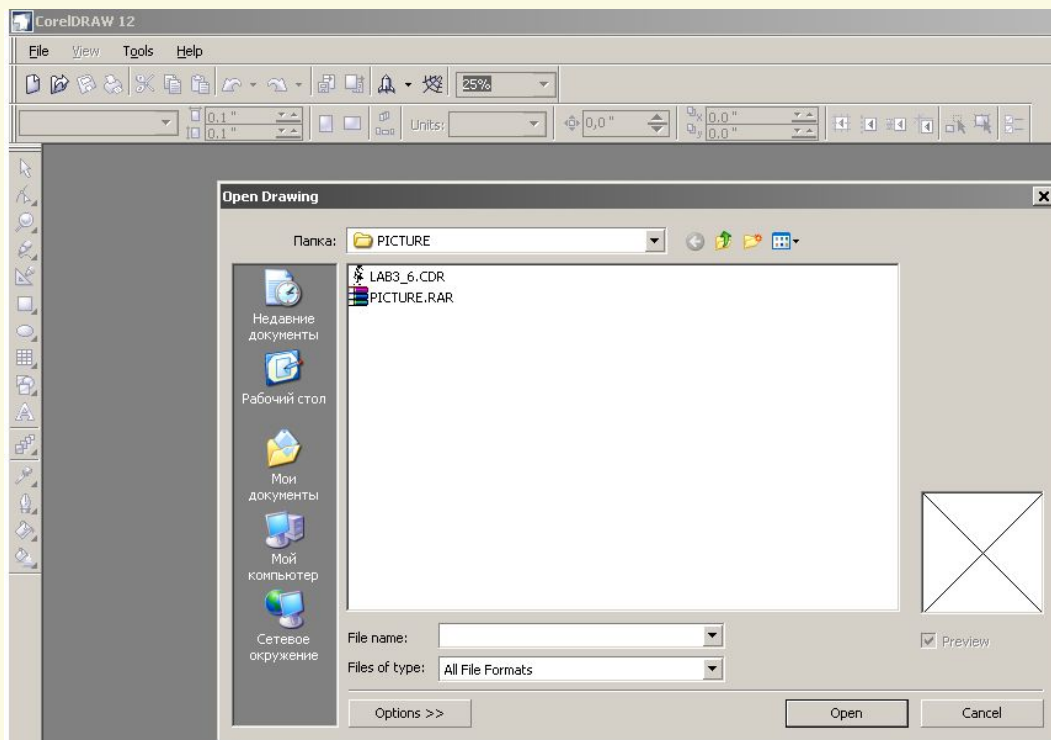 CorelDRAW 12
File View Tools Help
25%
0.1 " 0.1 " Units: 0,0 " 0.0 " 0.0 "
Open Drawing
Папка: PICTURE
LAB3_6.CDR
PICTURE.RAR
Недавние
документы
Рабочий стол
Мои
документы
Мой
компьютер
Сетевое
окружение
File name:
Files of type: All File Formats
Preview
Options >> Open Cancel